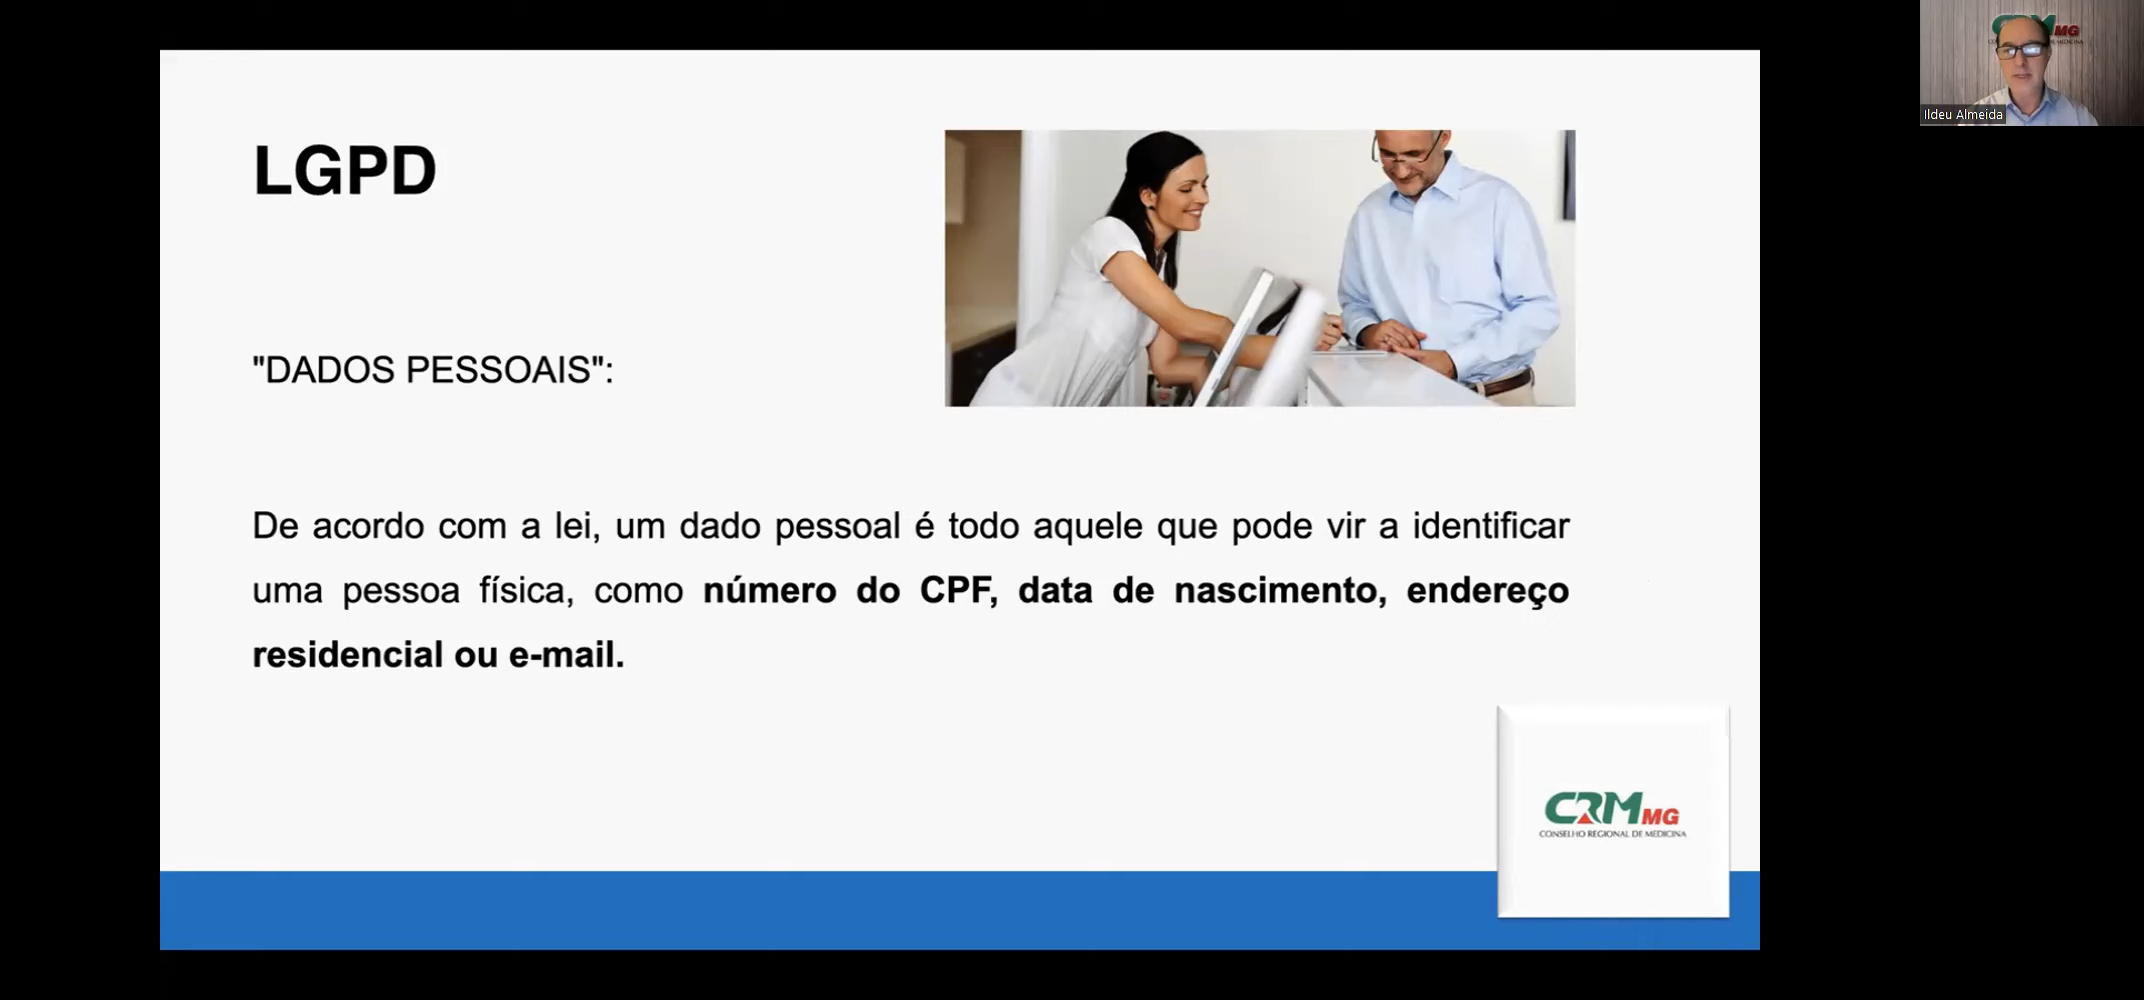 LGPD
"DADOS PESSOAIS":
De acordo com a lei, um dado pessoal é todo aquele que pode vir a identificar
uma pessoa física, como número do CPF, data de nascimento, endereço
residencial ou e-mail.
CRMMG
CONSELHO REGIONAL DE MEDICINA
MG
Ildeu Almeida